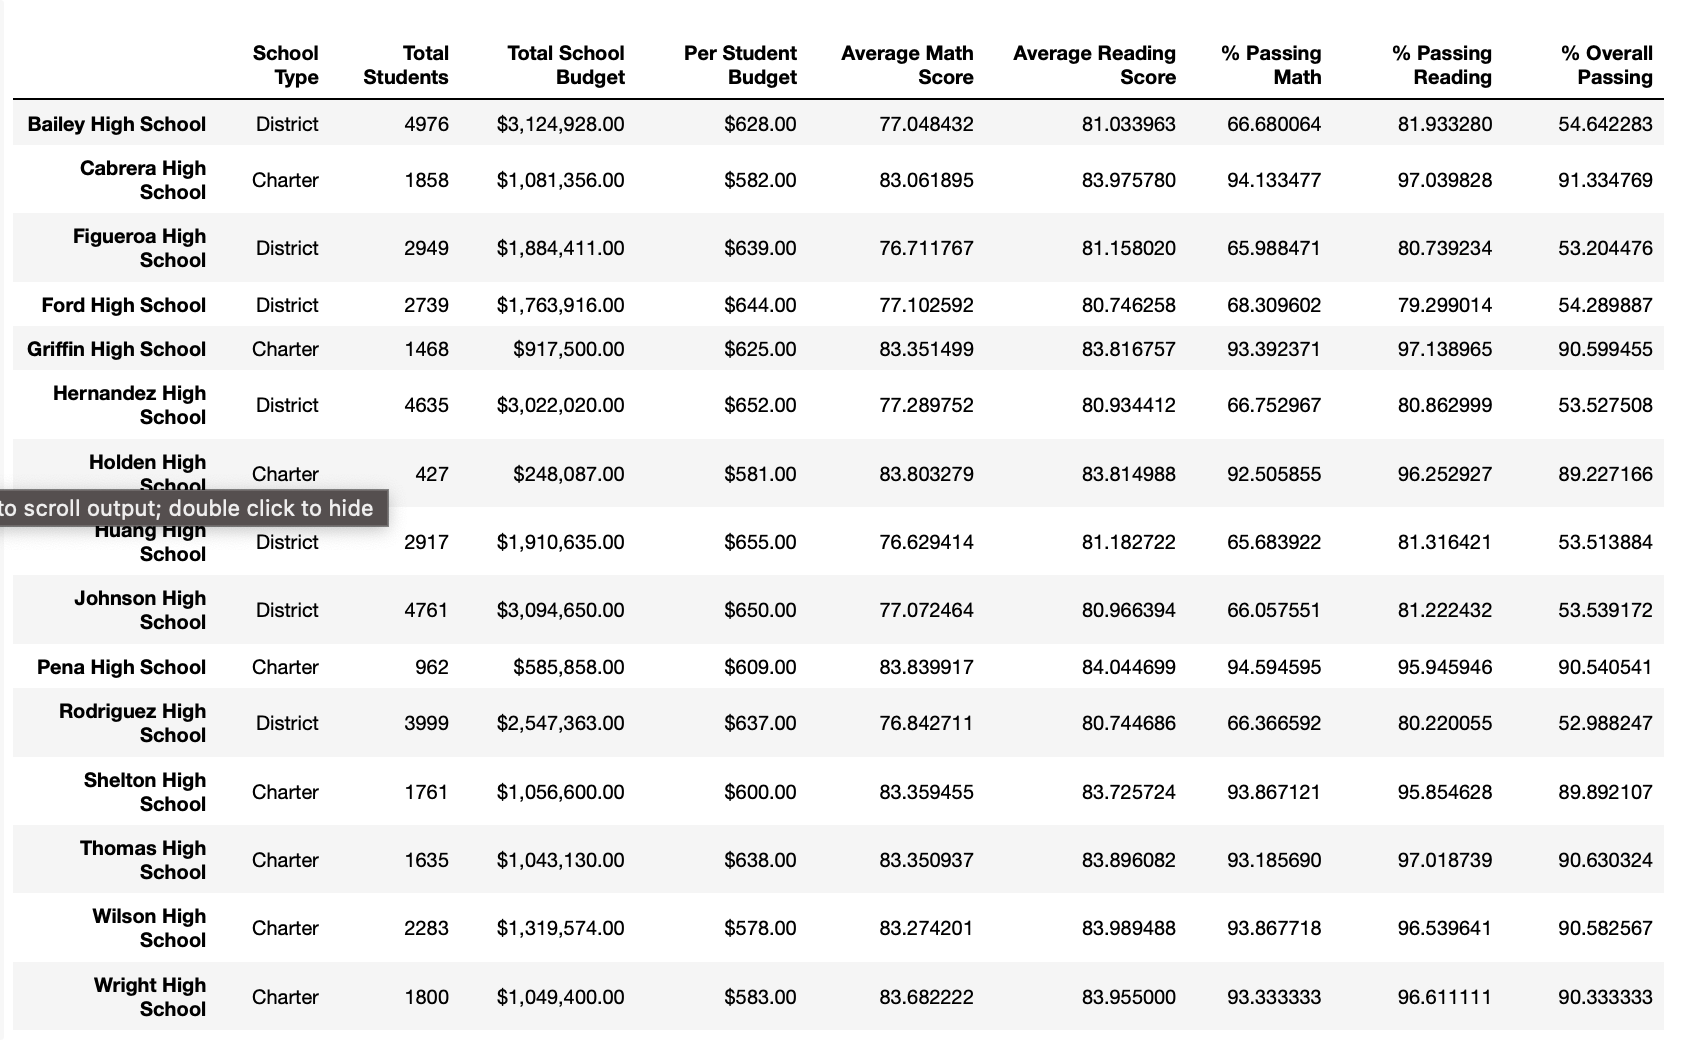 School Type Total Students Total School Budget Per Student Budget Average Math Score Average Reading Score % Passing Math % Passing Reading % Overall Passing
Bailey High School District 4976 $3,124,928.00 $628.00 77.048432 81.033963 66.680064 81.933280 54.642283
Cabrera High School Charter 1858 $1,081,356.00 $582.00 83.061895 83.975780 94.133477 97.039828 91.334769
Figueroa High School District 2949 $1,884,411.00 $639.00 76.711767 81.158020 65.988471 80.739234 53.204476
Ford High School District 2739 $1,763,916.00 $644.00 77.102592 80.746258 68.309602 79.299014 54.289887
Griffin High School Charter 1468 $917,500.00 $625.00 83.351499 83.816757 93.392371 97.138965 90.599455
Hernandez High School District 4635 $3,022,020.00 $652.00 77.289752 80.934412 66.752967 80.862999 53.527508
Holden High School Charter 427 $248,087.00 $581.00 83.803279 83.814988 92.505855 96.252927 89.227166
to scroll output; double click to hide
Huang High School District 2917 $1,910,635.00 $655.00 76.629414 81.182722 65.683922 81.316421 53.513884
Johnson High School District 4761 $3,094,650.00 $650.00 77.072464 80.966394 66.057551 81.222432 53.539172
Pena High School Charter 962 $585,858.00 $609.00 83.839917 84.044699 94.594595 95.945946 90.540541
Rodriguez High School District 3999 $2,547,363.00 $637.00 76.842711 80.744686 66.366592 80.220055 52.988247
Shelton High School Charter 1761 $1,056,600.00 $600.00 83.359455 83.725724 93.867121 95.854628 89.892107
Thomas High School Charter 1635 $1,043,130.00 $638.00 83.350937 83.896082 93.185690 97.018739 90.630324
Wilson High School Charter 2283 $1,319,574.00 $578.00 83.274201 83.989488 93.867718 96.539641 90.582567
Wright High School Charter 1800 $1,049,400.00 $583.00 83.682222 83.955000 93.333333 96.611111 90.333333